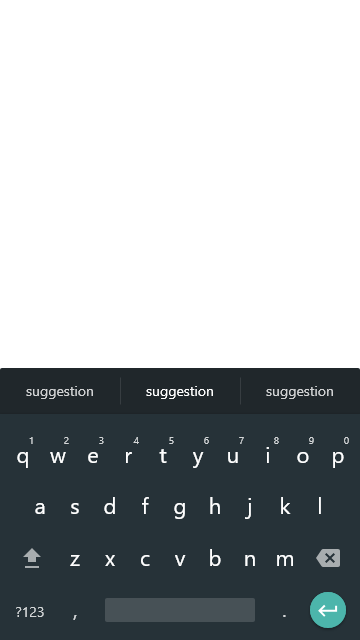 suggestion suggestion suggestion
1 2 3 4 5 6 7 8 9 0
q w e r t y u i o p
a s d f g h j k l
z x c v b n m
?123 , .